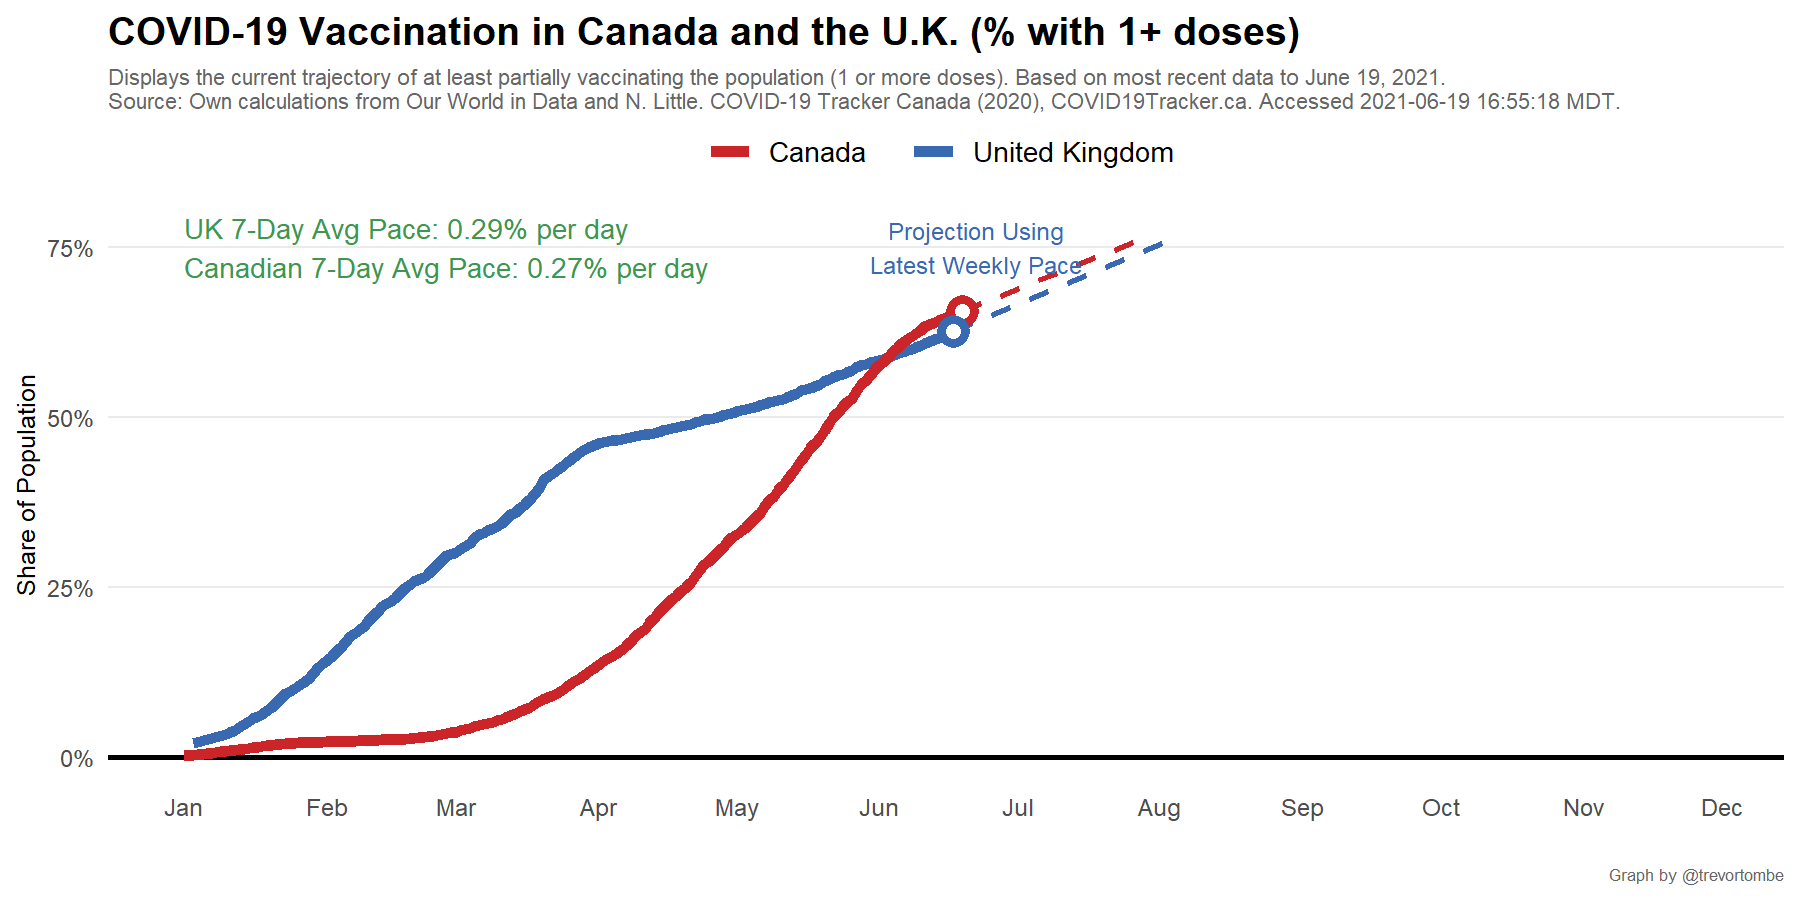 COVID-19 Vaccination in Canada and the U.K. (% with 1+ doses)
Displays the current trajectory of at least partially vaccinating the population (1 or more doses). Based on most recent data to June 19, 2021.
Source: Own calculations from Our World in Data and N. Little. COVID-19 Tracker Canada (2020), COVID19Tracker.ca. Accessed 2021-06-19 16:55:18 MDT.
Canada United Kingdom
UK 7-Day Avg Pace: 0.29% per day
Canadian 7-Day Avg Pace: 0.27% per day
Projection Using
Latest Weekly Pace
Share of Population
75%
50%
25%
0%
Jan Feb Mar Apr May Jun Jul Aug Sep Oct Nov Dec
Graph by @trevortombe